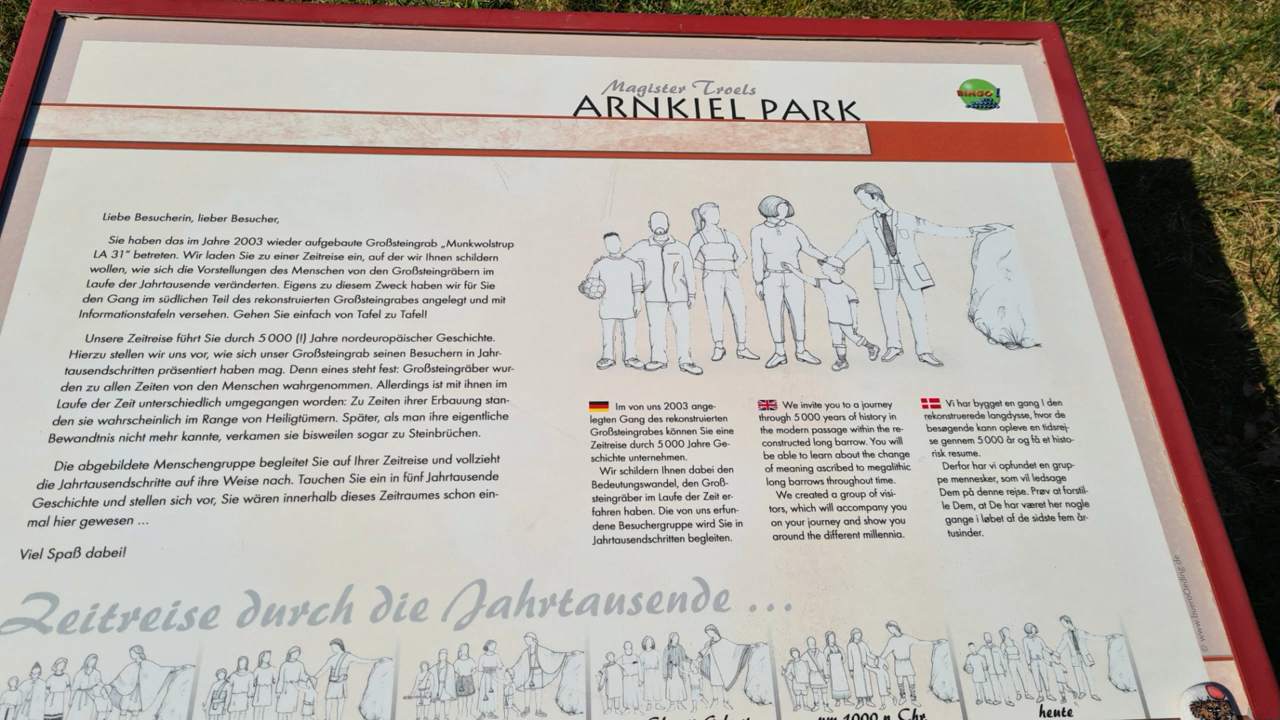 Magister Troels
ARNKIEL PARK
BINGO!
Liebe Besucherin, lieber Besucher,
Sie haben das im Jahre 2003 wieder aufgebaute Großsteingrab „Munkwolstrup
LA 31“ betreten. Wir laden Sie zu einer Zeitreise ein, auf der wir Ihnen schildern
wollen, wie sich die Vorstellungen des Menschen von den Großsteingräbern im
Laufe der Jahrtausende veränderten. Eigens zu diesem Zweck haben wir für Sie
den Gang im südlichen Teil des rekonstruierten Großsteingrabes angelegt und mit
Informationstafeln versehen. Gehen Sie einfach von Tafel zu Tafel!
Unsere Zeitreise führt Sie durch 5000 (!) Jahre nordeuropäischer Geschichte.
Hierzu stellen wir uns vor, wie sich unser Großsteingrab seinen Besuchern in Jahr-
tausendschritten präsentiert haben mag. Denn eines steht fest: Großsteingräber wur-
den zu allen Zeiten von den Menschen wahrgenommen. Allerdings ist mit ihnen im
Laufe der Zeit unterschiedlich umgegangen worden: Zu Zeiten ihrer Erbauung stan-
den sie wahrscheinlich im Range von Heiligtümern. Später, als man ihre eigentliche
Bewandtnis nicht mehr kannte, verkamen sie bisweilen sogar zu Steinbrüchen.
Die abgebildete Menschengruppe begleitet Sie auf Ihrer Zeitreise und vollzieht
die Jahrtausendschritte auf ihre Weise nach. Tauchen Sie ein in fünf Jahrtausende
Geschichte und stellen sich vor, Sie wären innerhalb dieses Zeitraumes schon ein-
mal hier gewesen ...
Viel Spaß dabei!
Im von uns 2003 ange-
legten Gang des rekonstruierten
Großsteingrabes können Sie eine
Zeitreise durch 5000 Jahre Ge-
schichte unternehmen.
Wir schildern Ihnen dabei den
Bedeutungswandel, den Groß-
steingräber im Laufe der Zeit er-
fahren haben. Die von uns erfun-
dene Besuchergruppe wird Sie in
Jahrtausendschritten begleiten.
We invite you to a journey
through 5000 years of history in
the modern passage within the re-
constructed long barrow. You will
be able to learn about the change
of meaning ascribed to megalithic
long barrows throughout time.
We created a group of visi-
tors, which will accompany you
on your journey and show you
around the different millennia.
Vi har bygget en gang I den
rekonstruerede langdysse, hvor de
besøgende kan opleve en tidsrej-
se gennem 5000 år og få et histo-
risk resume.
Derfor har vi opfundet en grup-
pe mennesker, som vil ledsage
Dem på denne rejse. Prøv at forstil-
le Dem, at De har været her nogle
gange i løbet af de sidste fem år-
tusinder.
Zeitreise durch die Jahrtausende ...
um 1000 n. Chr.
heute